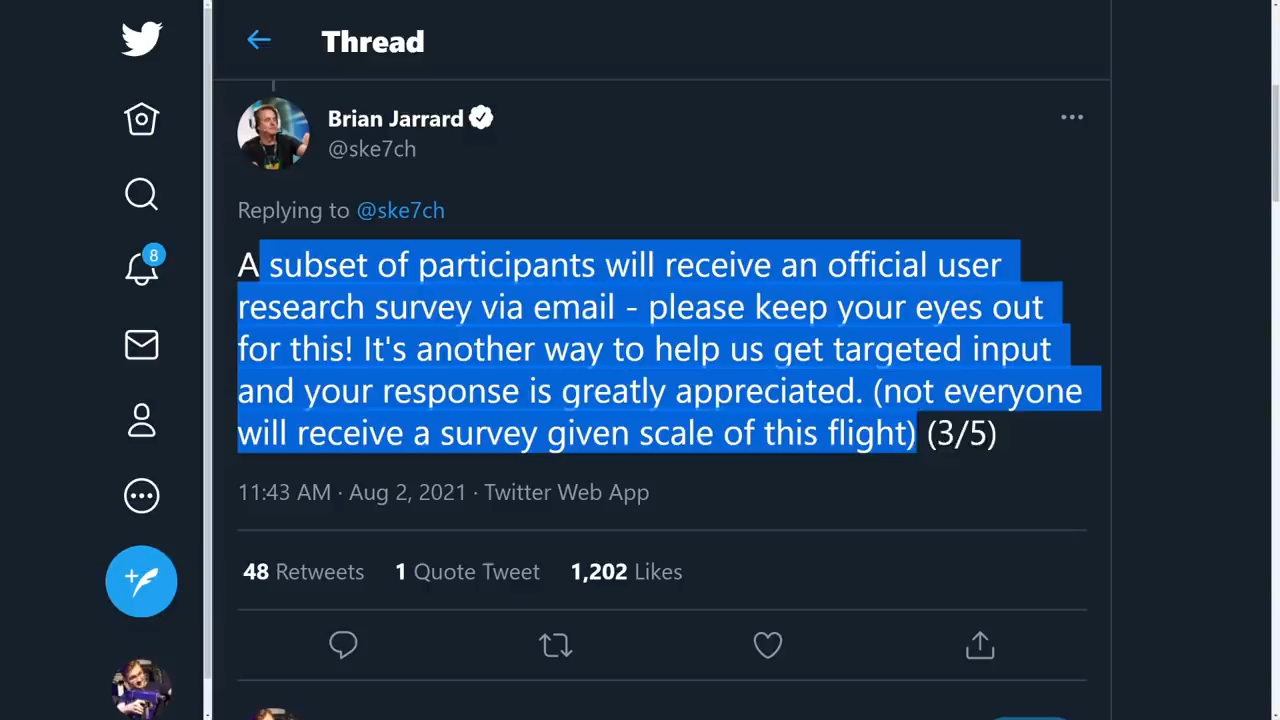 Thread
Brian Jarrard
@ske7ch
Replying to @ske7ch
8
A subset of participants will receive an official user
research survey via email - please keep your eyes out
for this! It's another way to help us get targeted input
and your response is greatly appreciated. (not everyone
will receive a survey given scale of this flight) (3/5)
11:43 AM · Aug 2, 2021 · Twitter Web App
48 Retweets 1 Quote Tweet 1,202 Likes